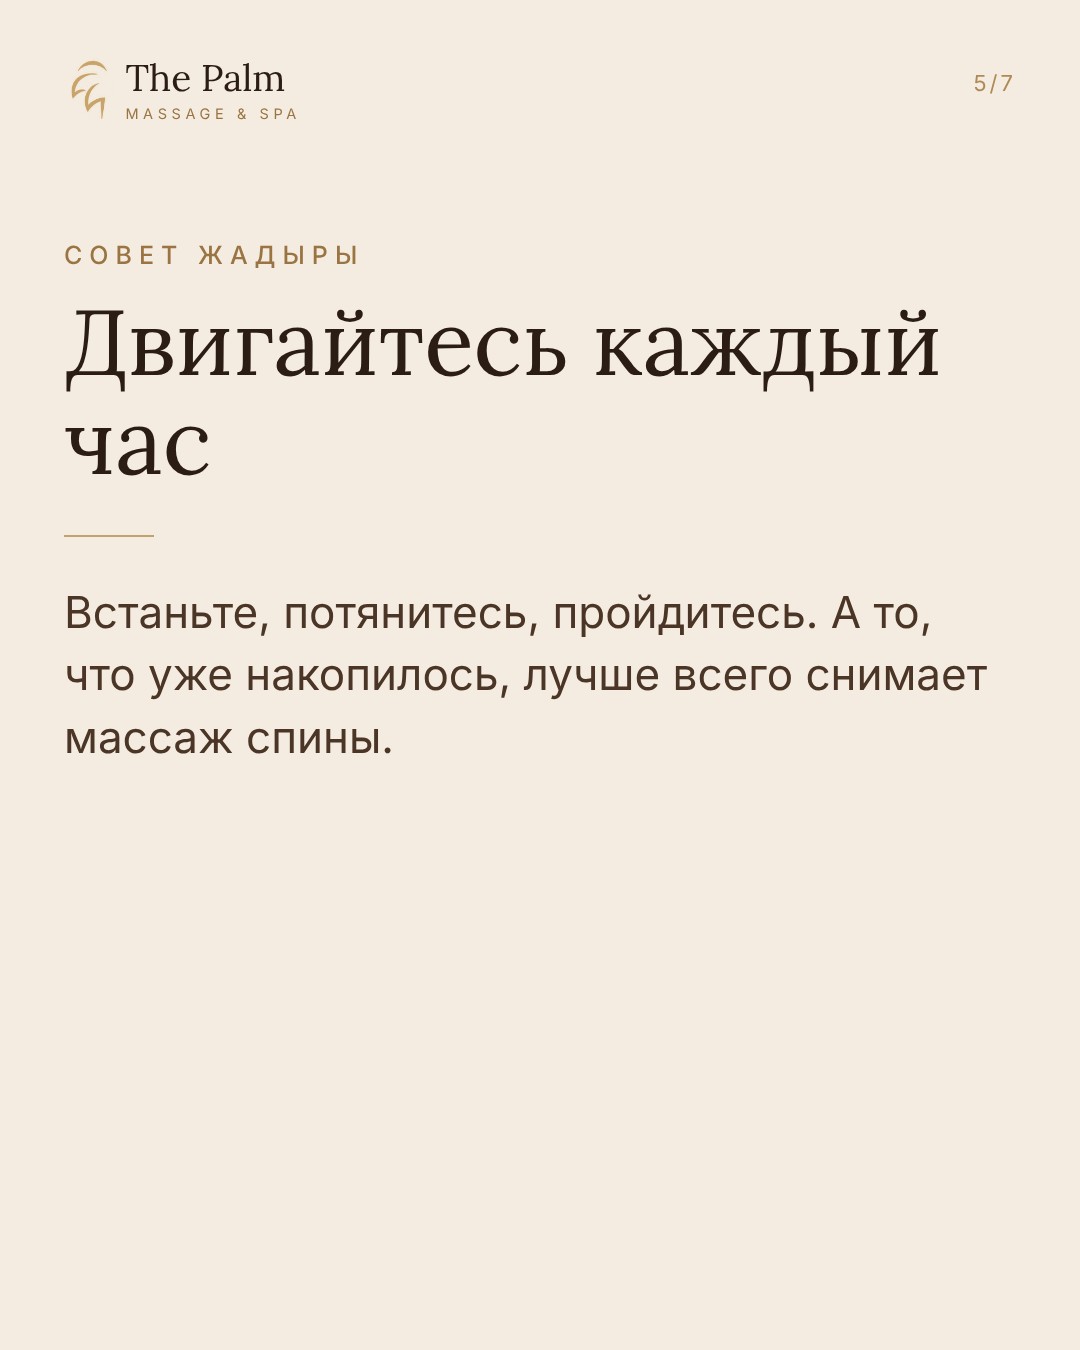 The Palm
MASSAGE & SPA
5/7
СОВЕТ ЖАДЫРЫ
Двигайтесь каждый
час
Встаньте, потянитесь, пройдитесь. А то,
что уже накопилось, лучше всего снимает
массаж спины.